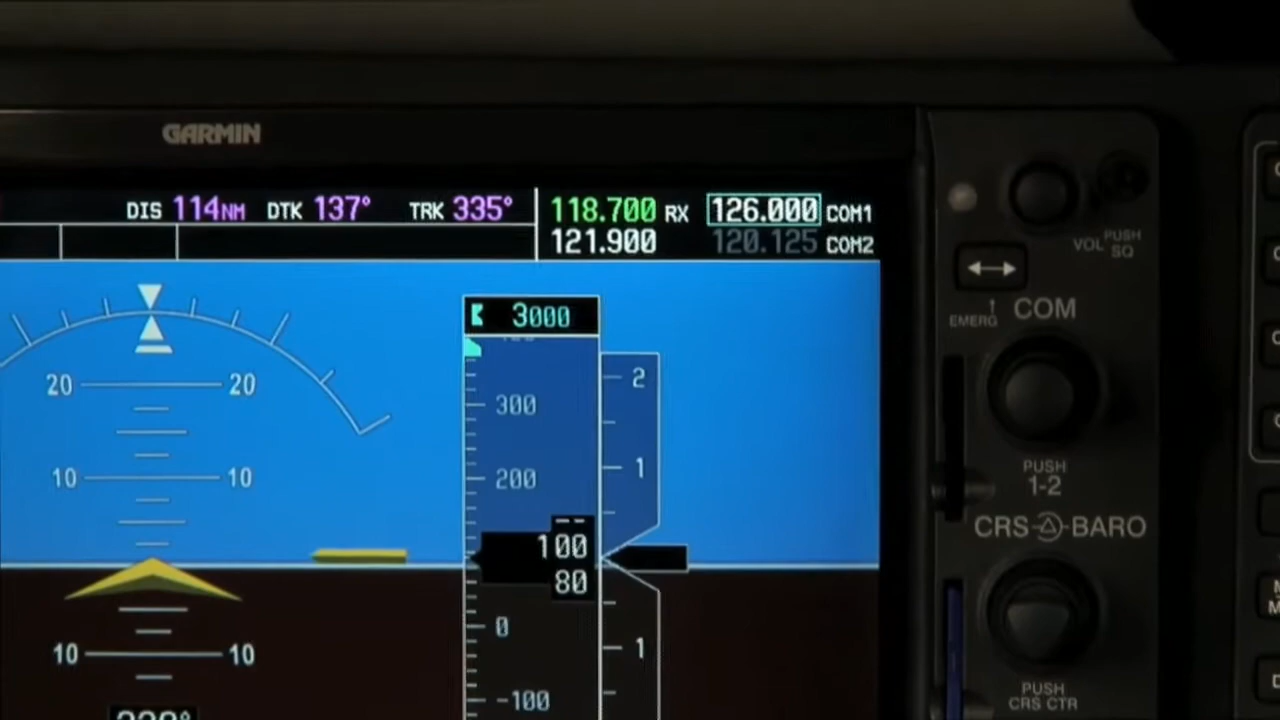 GARMIN
DIS 114NM DTK 137° TRK 335° 118.700 RX 126.000 COM1
121.900 120.125 COM2
VOL PUSH SQ
EMERG COM
3000
20 20
2
300
10 10
1
200
PUSH
1-2
CRS BARO
100
80
0
10 10
1
-100
PUSH
CRS CTR